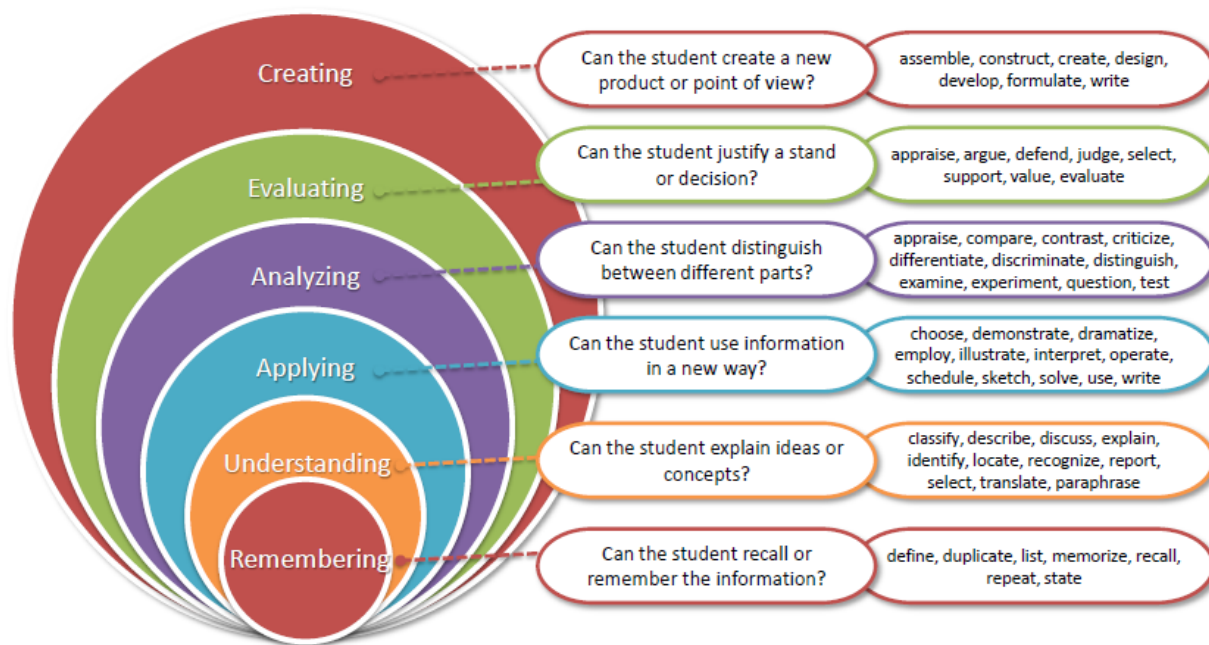 Creating
Can the student create a new
product or point of view?
assemble, construct, create, design,
develop, formulate, write
Evaluating
Can the student justify a stand
or decision?
appraise, argue, defend, judge, select,
support, value, evaluate
Analyzing
Can the student distinguish
between different parts?
appraise, compare, contrast, criticize,
differentiate, discriminate, distinguish,
examine, experiment, question, test
Applying
Can the student use information
in a new way?
choose, demonstrate, dramatize,
employ, illustrate, interpret, operate,
schedule, sketch, solve, use, write
Understanding
Can the student explain ideas or
concepts?
classify, describe, discuss, explain,
identify, locate, recognize, report,
select, translate, paraphrase
Remembering
Can the student recall or
remember the information?
define, duplicate, list, memorize, recall,
repeat, state